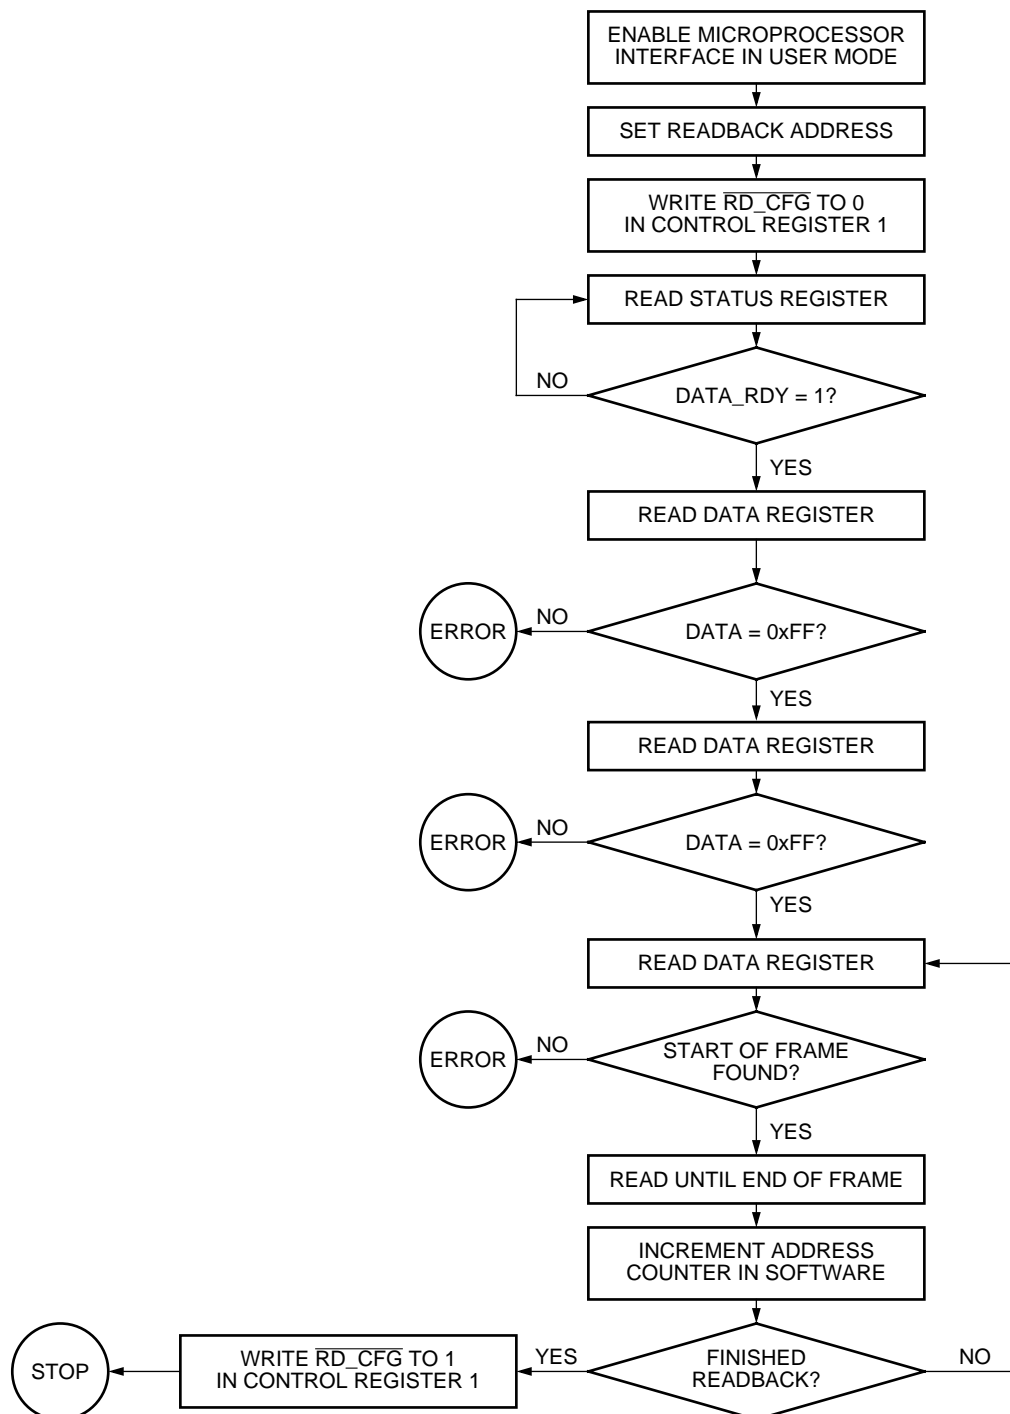 ENABLE MICROPROCESSOR
INTERFACE IN USER MODE
SET READBACK ADDRESS
WRITE RD_CFG TO 0
IN CONTROL REGISTER 1
READ STATUS REGISTER
NO
DATA_RDY = 1?
YES
READ DATA REGISTER
ERROR
NO
DATA = 0xFF?
YES
READ DATA REGISTER
ERROR
NO
DATA = 0xFF?
YES
READ DATA REGISTER
ERROR
NO
START OF FRAME
FOUND?
YES
READ UNTIL END OF FRAME
INCREMENT ADDRESS
COUNTER IN SOFTWARE
STOP
WRITE RD_CFG TO 1
IN CONTROL REGISTER 1
YES
FINISHED
READBACK?
NO